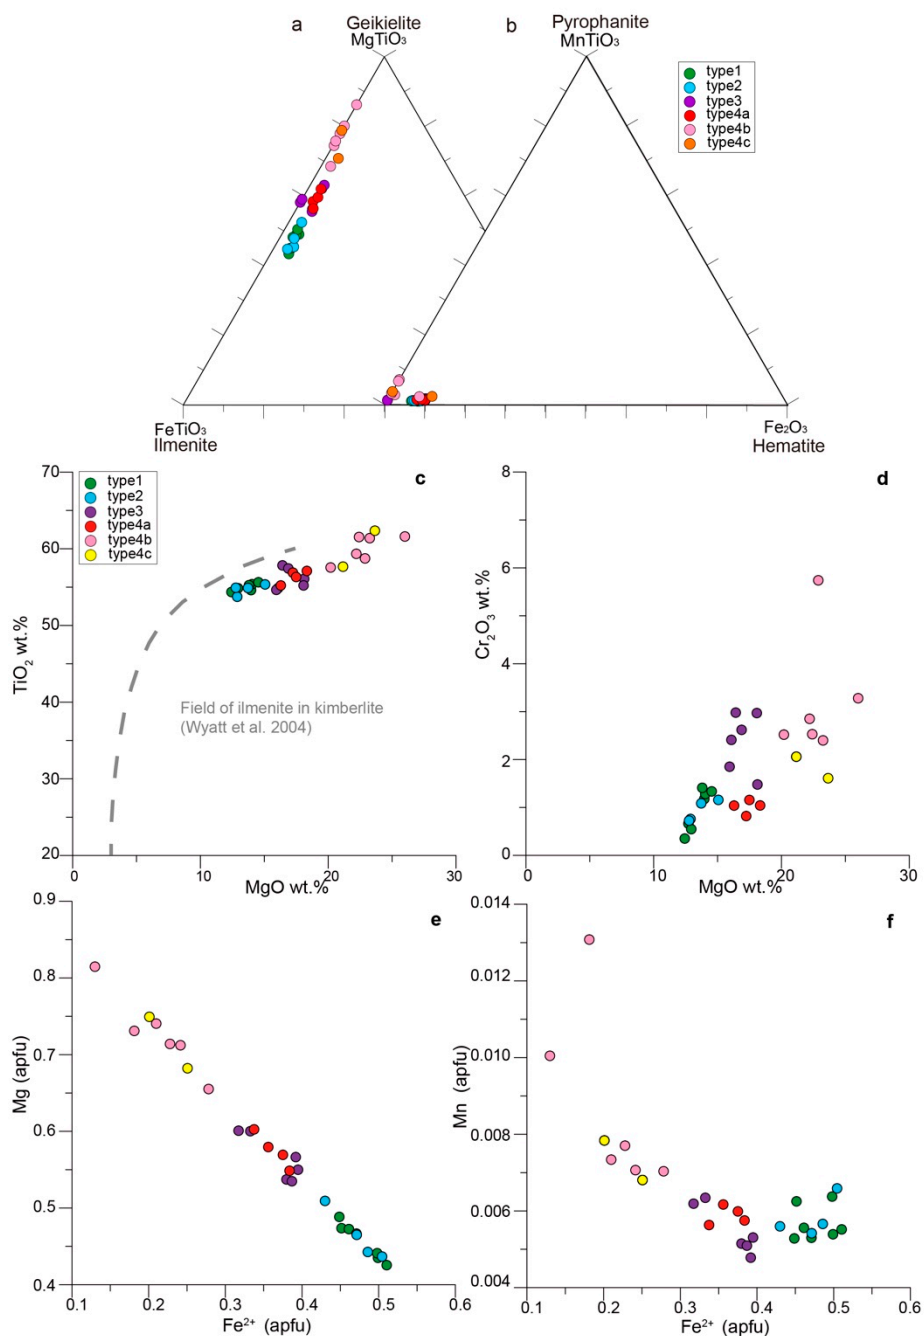 a
Geikielite
MgTiO₃
b
Pyrophanite
MnTiO₃
type1
type2
type3
type4a
type4b
type4c
FeTiO₃
Ilmenite
Fe₂O₃
Hematite
c
70
60
50
40
30
20
TiO₂ wt.%
type1
type2
type3
type4a
type4b
type4c
Field of ilmenite in kimberlite
(Wyatt et al. 2004)
0
10
20
30
MgO wt.%
d
8
6
4
2
0
Cr₂O₃ wt.%
0
10
20
30
MgO wt.%
e
0.9
0.8
0.7
0.6
0.5
0.4
Mg (apfu)
0.1
0.2
0.3
0.4
0.5
0.6
Fe²⁺ (apfu)
f
0.014
0.012
0.010
0.008
0.006
0.004
Mn (apfu)
0.1
0.2
0.3
0.4
0.5
0.6
Fe²⁺ (apfu)